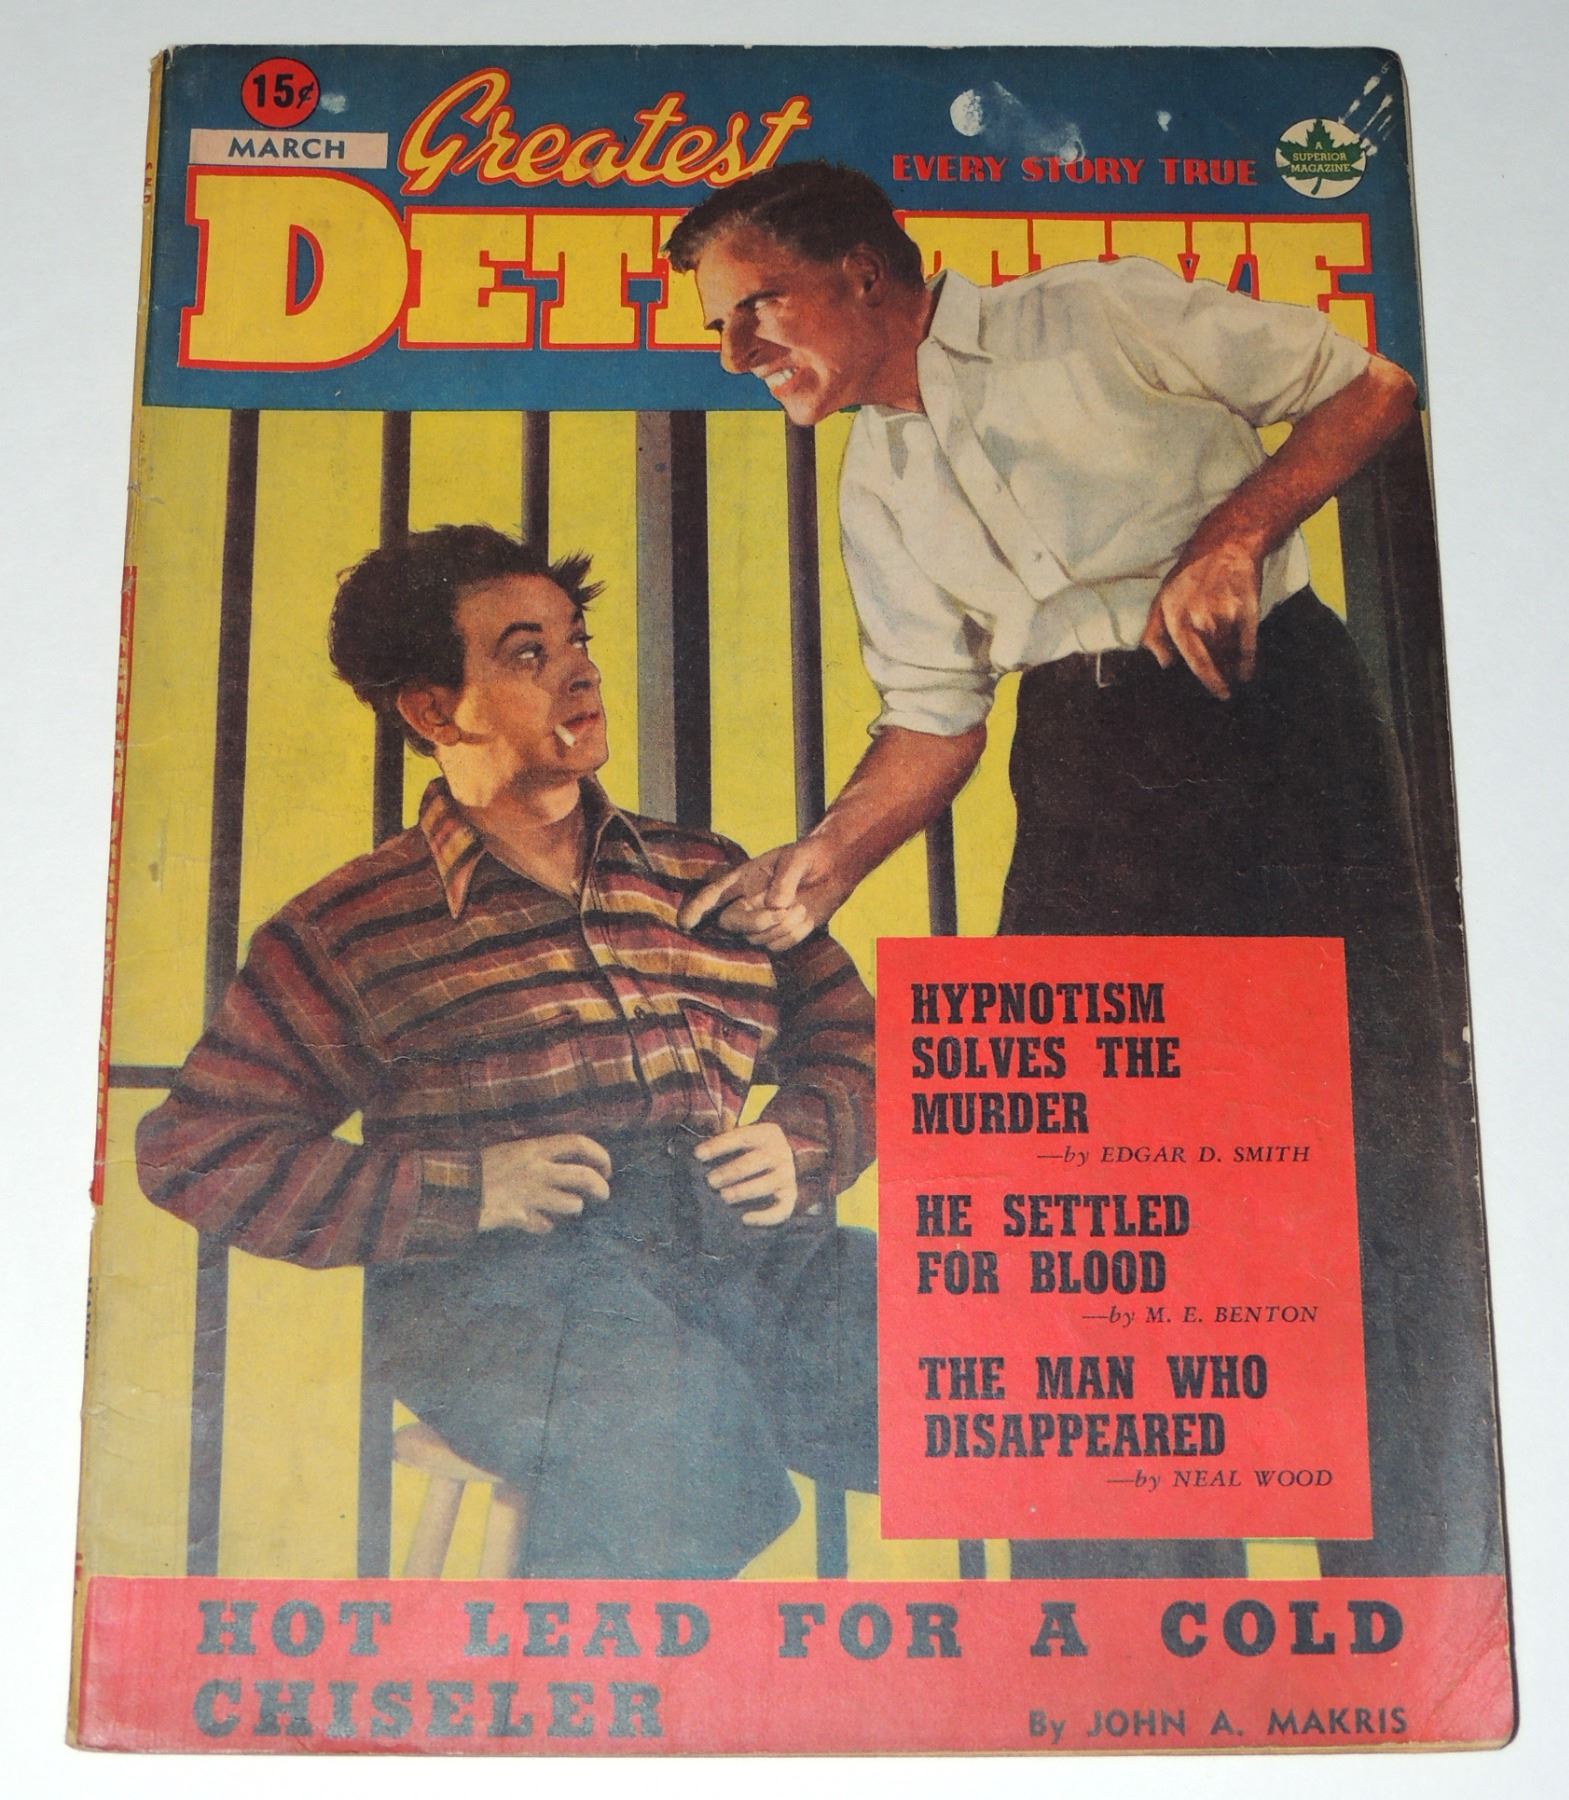 15¢
MARCH
Greatest
DETECTIVE
EVERY STORY TRUE
A
SUPERIOR
MAGAZINE
HYPNOTISM
SOLVES THE
MURDER
—by EDGAR D. SMITH
HE SETTLED
FOR BLOOD
—by M. E. BENTON
THE MAN WHO
DISAPPEARED
—by NEAL WOOD
HOT LEAD FOR A COLD
CHISELER
By JOHN A. MAKRIS